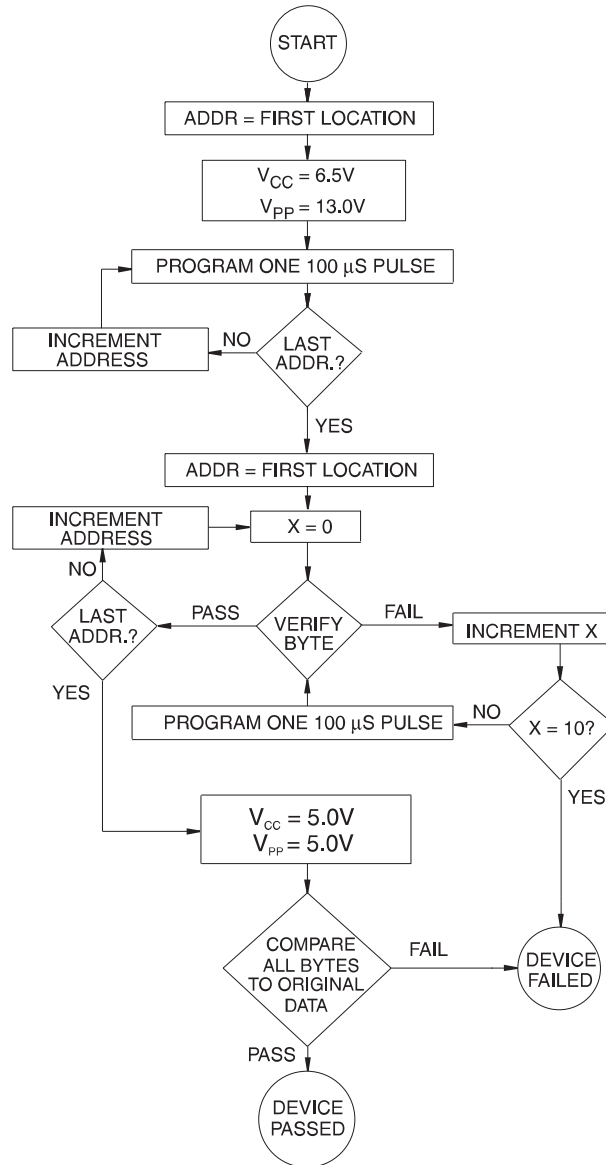 START
ADDR = FIRST LOCATION
VCC = 6.5V
VPP = 13.0V
PROGRAM ONE 100 μS PULSE
INCREMENT
ADDRESS
NO
LAST
ADDR.?
YES
ADDR = FIRST LOCATION
INCREMENT
ADDRESS
X = 0
NO
LAST
ADDR.?
PASS
VERIFY
BYTE
FAIL
INCREMENT X
YES
PROGRAM ONE 100 μS PULSE
NO
X = 10?
YES
VCC = 5.0V
VPP = 5.0V
COMPARE
ALL BYTES
TO ORIGINAL
DATA
FAIL
DEVICE
FAILED
PASS
DEVICE
PASSED